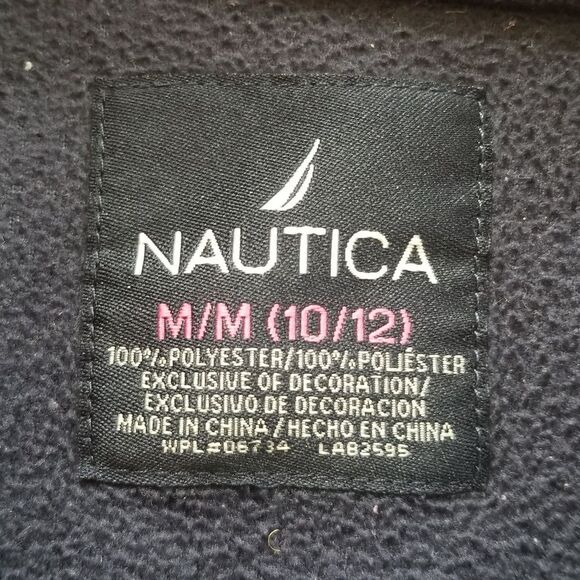 NAUTICA
M/M (10/12)
100% POLYESTER/100% POLIÉSTER
EXCLUSIVE OF DECORATION/
EXCLUSIVO DE DECORACION
MADE IN CHINA / HECHO EN CHINA
WPL#06734 LAB2595